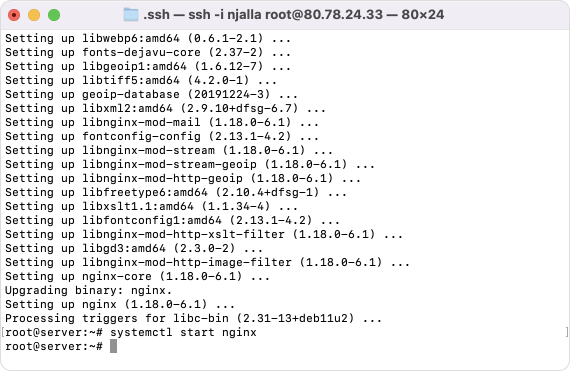 .ssh — ssh -i njalla root@80.78.24.33 — 80×24
Setting up libwebp6:amd64 (0.6.1-2.1) ...
Setting up fonts-dejavu-core (2.37-2) ...
Setting up libgeoip1:amd64 (1.6.12-7) ...
Setting up libtiff5:amd64 (4.2.0-1) ...
Setting up geoip-database (20191224-3) ...
Setting up libxml2:amd64 (2.9.10+dfsg-6.7) ...
Setting up libnginx-mod-mail (1.18.0-6.1) ...
Setting up fontconfig-config (2.13.1-4.2) ...
Setting up libnginx-mod-stream (1.18.0-6.1) ...
Setting up libnginx-mod-stream-geoip (1.18.0-6.1) ...
Setting up libnginx-mod-http-geoip (1.18.0-6.1) ...
Setting up libfreetype6:amd64 (2.10.4+dfsg-1) ...
Setting up libxslt1.1:amd64 (1.1.34-4) ...
Setting up libfontconfig1:amd64 (2.13.1-4.2) ...
Setting up libnginx-mod-http-xslt-filter (1.18.0-6.1) ...
Setting up libgd3:amd64 (2.3.0-2) ...
Setting up libnginx-mod-http-image-filter (1.18.0-6.1) ...
Setting up nginx-core (1.18.0-6.1) ...
Upgrading binary: nginx.
Setting up nginx (1.18.0-6.1) ...
Processing triggers for libc-bin (2.31-13+deb11u2) ...
[root@server:~# systemctl start nginx ]
root@server:~#